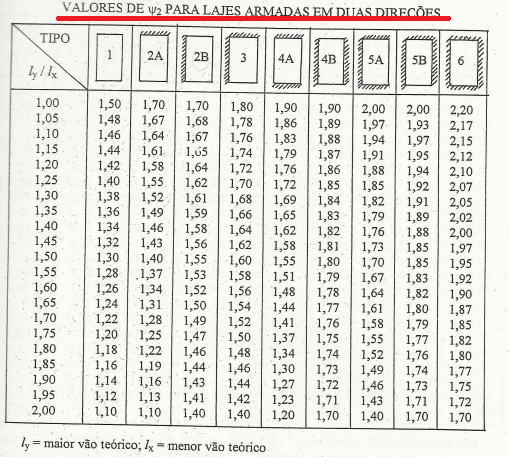 VALORES DE ψ2 PARA LAJES ARMADAS EM DUAS DIREÇÕES
TIPO
ly / lx
1 2A 2B 3 4A 4B 5A 5B 6
1,00 1,50 1,70 1,70 1,80 1,90 1,90 2,00 2,00 2,20
1,05 1,48 1,67 1,68 1,78 1,86 1,89 1,97 1,93 2,17
1,10 1,46 1,64 1,67 1,76 1,83 1,88 1,94 1,97 2,15
1,15 1,44 1,61 1,65 1,74 1,79 1,87 1,91 1,95 2,12
1,20 1,42 1,58 1,64 1,72 1,76 1,86 1,88 1,94 2,10
1,25 1,40 1,55 1,62 1,70 1,72 1,85 1,85 1,92 2,07
1,30 1,38 1,52 1,61 1,68 1,69 1,84 1,82 1,91 2,05
1,35 1,36 1,49 1,59 1,66 1,65 1,83 1,79 1,89 2,02
1,40 1,34 1,46 1,58 1,64 1,62 1,82 1,76 1,88 2,00
1,45 1,32 1,43 1,56 1,62 1,58 1,81 1,73 1,85 1,97
1,50 1,30 1,40 1,55 1,60 1,55 1,80 1,70 1,85 1,95
1,55 1,28 1,37 1,53 1,58 1,51 1,79 1,67 1,83 1,92
1,60 1,26 1,34 1,52 1,56 1,48 1,78 1,64 1,82 1,90
1,65 1,24 1,31 1,50 1,54 1,44 1,77 1,61 1,80 1,87
1,70 1,22 1,28 1,49 1,52 1,41 1,76 1,58 1,79 1,85
1,75 1,20 1,25 1,47 1,50 1,37 1,75 1,55 1,77 1,82
1,80 1,18 1,22 1,46 1,48 1,34 1,74 1,52 1,76 1,80
1,85 1,16 1,19 1,44 1,46 1,30 1,73 1,49 1,74 1,77
1,90 1,14 1,16 1,43 1,44 1,27 1,72 1,46 1,73 1,75
1,95 1,12 1,13 1,41 1,42 1,23 1,71 1,43 1,71 1,72
2,00 1,10 1,10 1,40 1,40 1,20 1,70 1,40 1,70 1,70
ly = maior vão teórico; lx = menor vão teórico